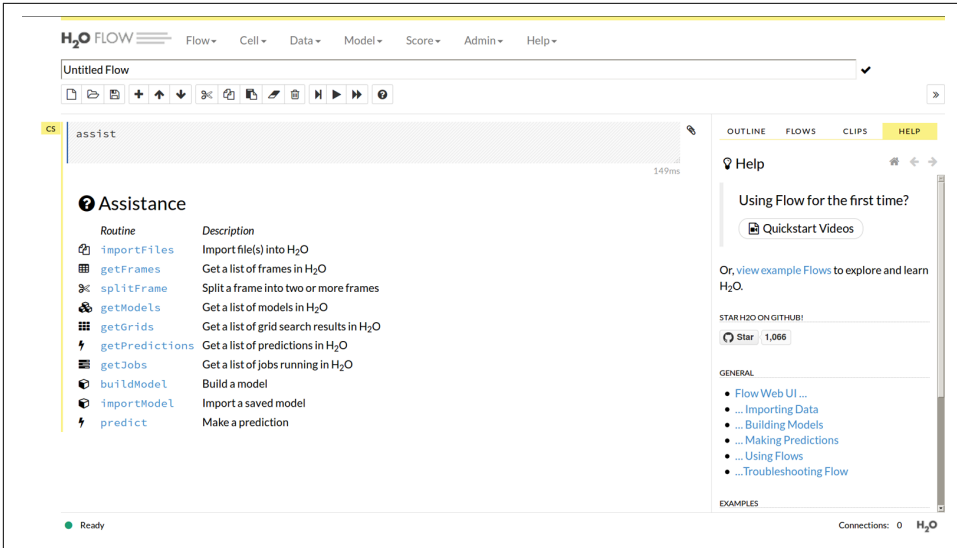 H2O FLOW Flow Cell Data Model Score Admin Help
Untitled Flow
CS
assist
149ms
Assistance
Routine Description
importFiles Import file(s) into H2O
getFrames Get a list of frames in H2O
splitFrame Split a frame into two or more frames
getModels Get a list of models in H2O
getGrids Get a list of grid search results in H2O
getPredictions Get a list of predictions in H2O
getJobs Get a list of jobs running in H2O
buildModel Build a model
importModel Import a saved model
predict Make a prediction
OUTLINE FLOWS CLIPS HELP
Help
Using Flow for the first time?
Quickstart Videos
Or, view example Flows to explore and learn
H2O.
STAR H2O ON GITHUB!
Star 1,066
GENERAL
Flow Web UI ...
... Importing Data
... Building Models
... Making Predictions
... Using Flows
...Troubleshooting Flow
EXAMPLES
Ready
Connections: 0 H2O